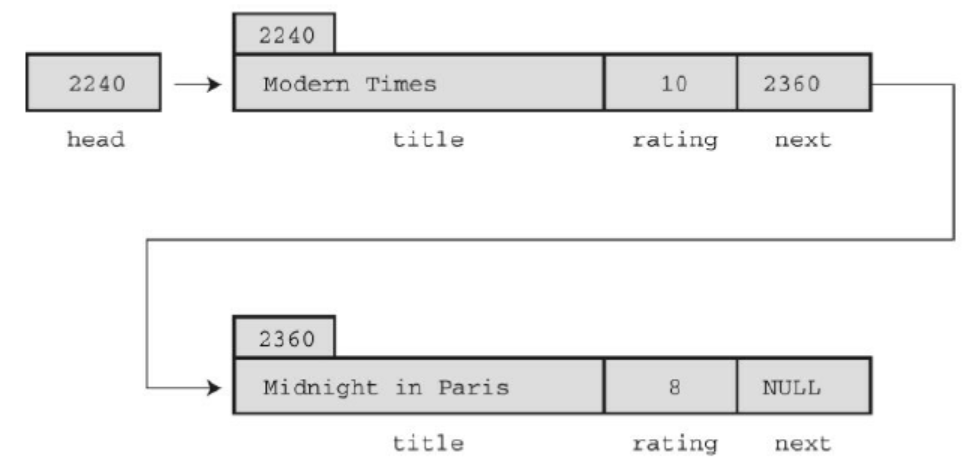 2240
2240 Modern Times 10 2360
head title rating next
2360
Midnight in Paris 8 NULL
title rating next